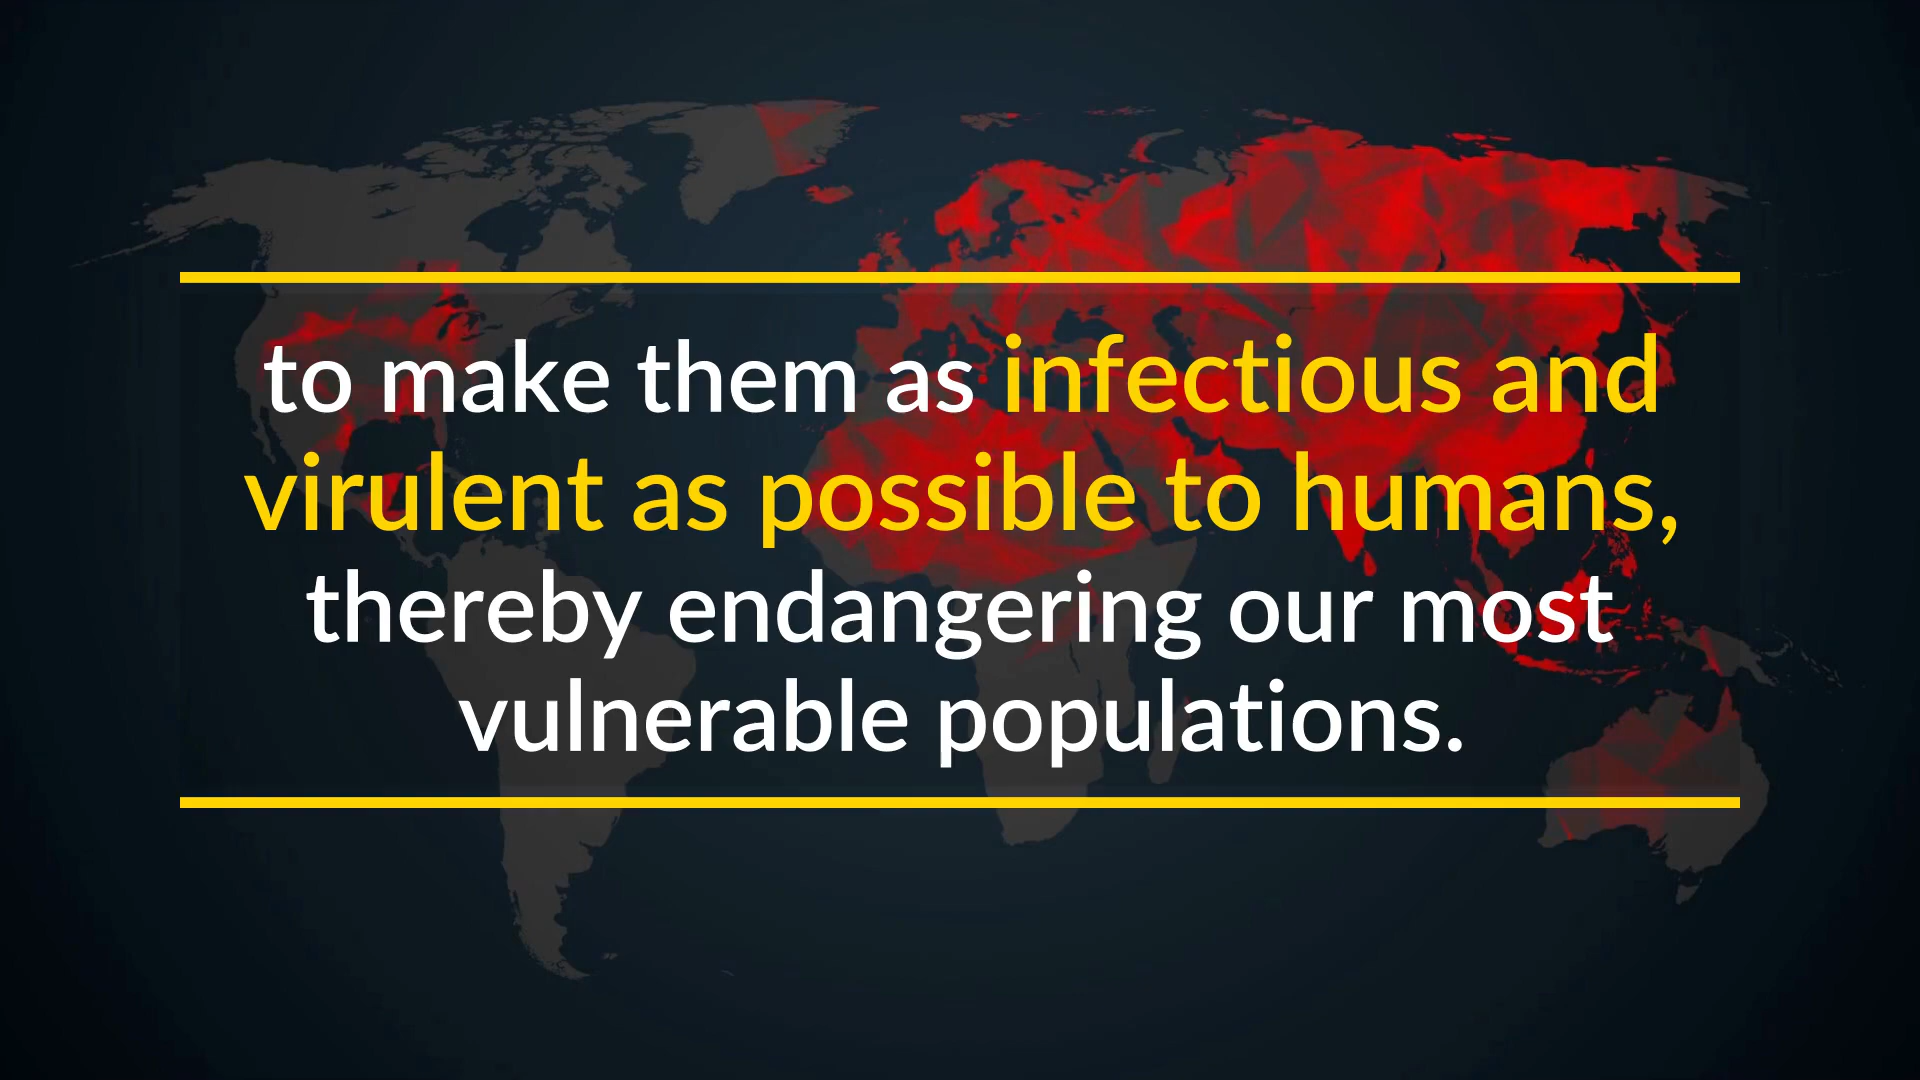 to make them as infectious and
virulent as possible to humans,
thereby endangering our most
vulnerable populations.